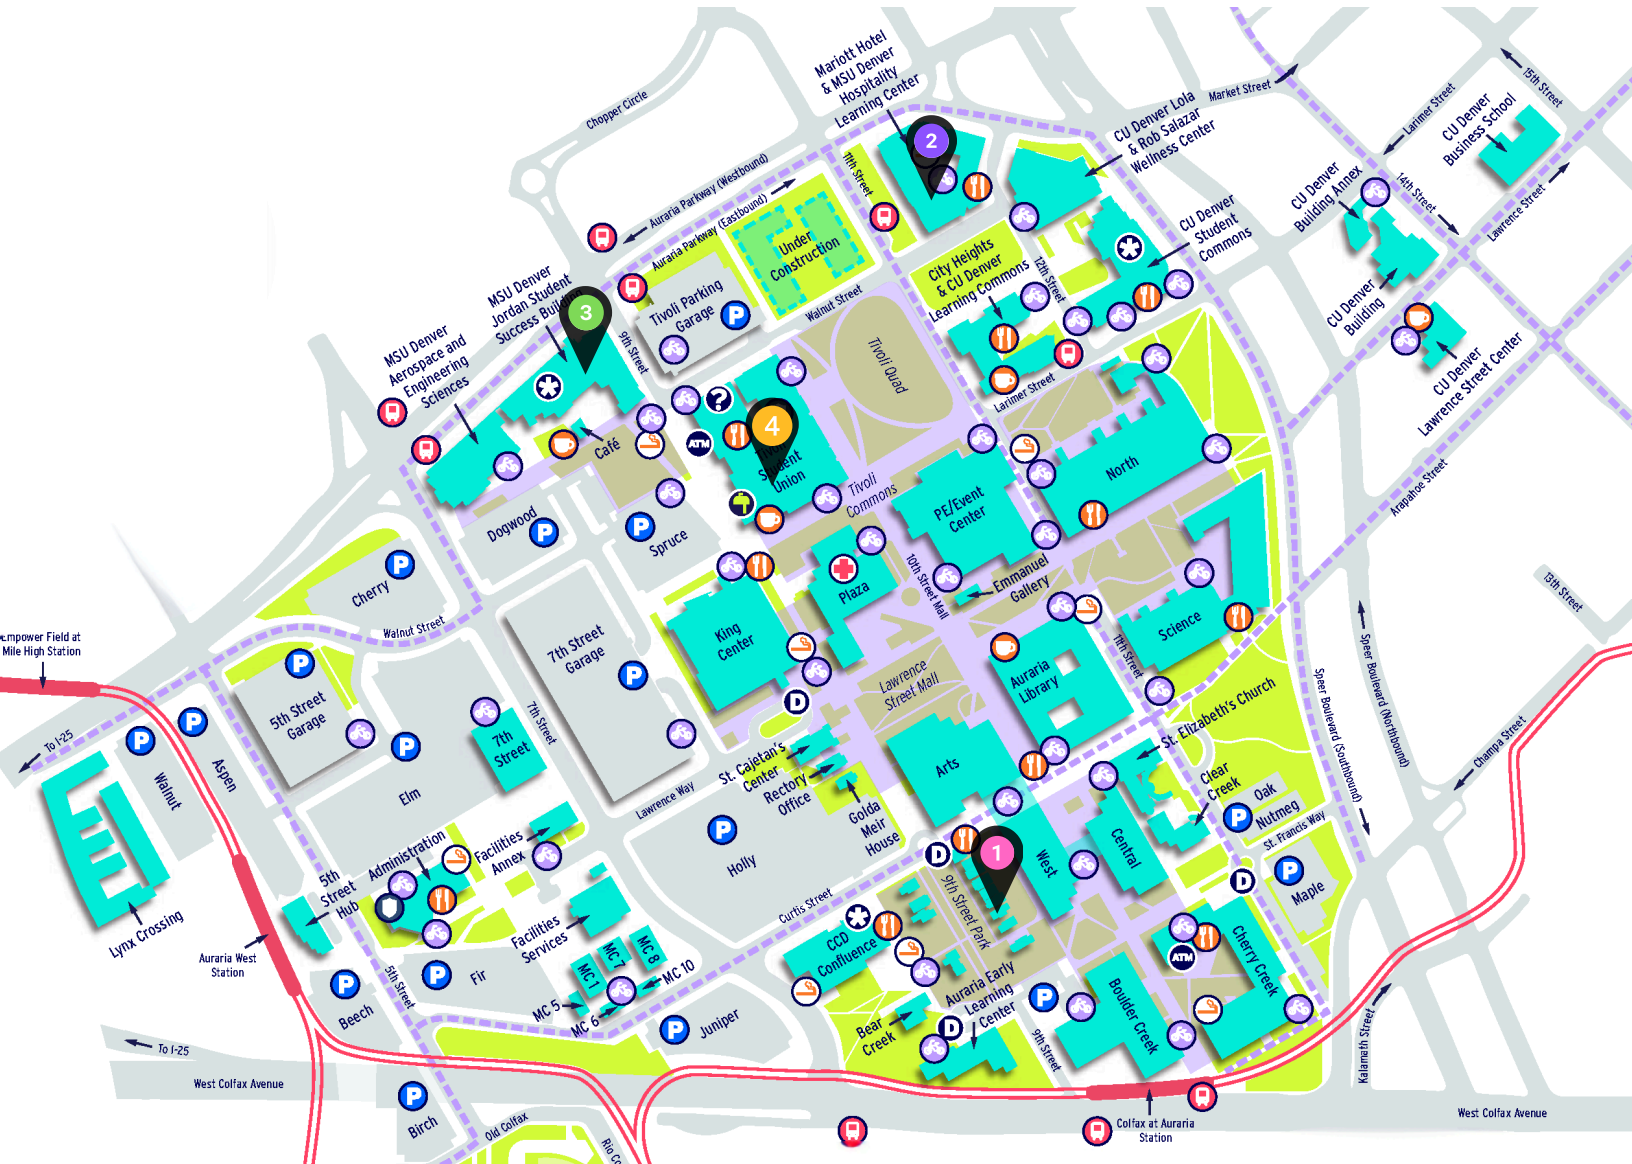 Mariott Hotel
& MSU Denver
Hospitality
Learning Center
Chopper Circle
Market Street
15th Street
Larimer Street
CU Denver
Business School
CU Denver Lola
& Rob Salazar
Wellness Center
2
11th Street
Auraria Parkway (Westbound)
Auraria Parkway (Eastbound)
CU Denver
Building Annex
14th Street
Lawrence Street
CU Denver
Student
Commons
Under
Construction
City Heights
& CU Denver
Learning Commons
12th Street
CU Denver
Building
MSU Denver
Jordan Student
Success Building
3
Tivoli Parking
Garage
P
Walnut Street
9th Street
MSU Denver
Aerospace and
Engineering
Sciences
Tivoli Quad
Larimer Street
CU Denver
Lawrence Street Center
?
ATM
4
Tivoli
Student
Union
Café
Tivoli
Commons
North
Arapahoe Street
PE/Event
Center
Dogwood
P
P
Spruce
P
Cherry
Plaza
10th Street Mall
Emmanuel
Gallery
13th Street
Walnut Street
Empower Field at
Mile High Station
7th Street
Garage
P
King
Center
Science
11th Street
Auraria
Library
Lawrence
Street Mall
P
5th Street
Garage
D
St. Elizabeth's Church
Speer Boulevard (Southbound)
Speer Boulevard (Northbound)
To I-25
P
P
Walnut
Aspen
P
Elm
7th
Street
7th Street
St. Cajetan's
Center
Rectory
Office
Golda
Meir
House
Arts
Clear
Creek
Champa Street
Lawrence Way
P
Holly
P
Oak
Nutmeg
St. Francis Way
Administration
Facilities
Annex
5th
Street
Hub
D
1
West
Central
D
P
Maple
Lynx Crossing
Auraria West
Station
Facilities
Services
Curtis Street
9th Street Park
CCD
Confluence
ATM
Cherry Creek
MC 1
MC 7
MC 8
MC 10
MC 5
MC 6
P
Fir
5th Street
P
Beech
P
Juniper
Auraria Early
Learning
Center
Bear
Creek
D
P
9th Street
Boulder Creek
Kalamath Street
To I-25
West Colfax Avenue
P
Birch
Old Colfax
Colfax at Auraria
Station
West Colfax Avenue